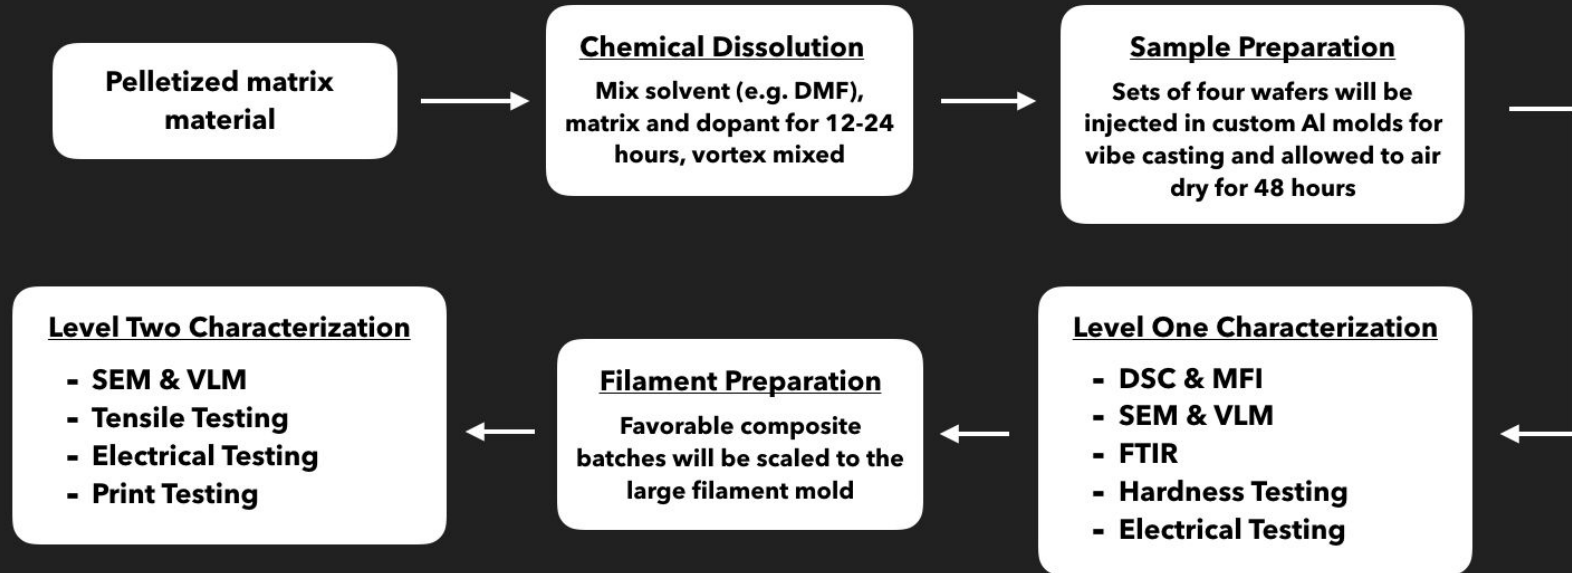 Pelletized matrix
material
Chemical Dissolution
Mix solvent (e.g. DMF),
matrix and dopant for 12-24
hours, vortex mixed
Sample Preparation
Sets of four wafers will be
injected in custom Al molds for
vibe casting and allowed to air
dry for 48 hours
Level One Characterization
- DSC & MFI
- SEM & VLM
- FTIR
- Hardness Testing
- Electrical Testing
Filament Preparation
Favorable composite
batches will be scaled to the
large filament mold
Level Two Characterization
- SEM & VLM
- Tensile Testing
- Electrical Testing
- Print Testing